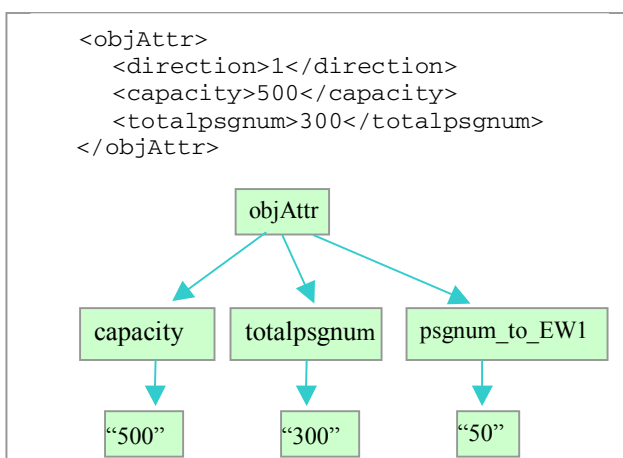 <objAttr>
<direction>1</direction>
<capacity>500</capacity>
<totalpsgnum>300</totalpsgnum>
</objAttr>
objAttr
capacity totalpsgnum psgnum_to_EW1
“500” “300” “50”